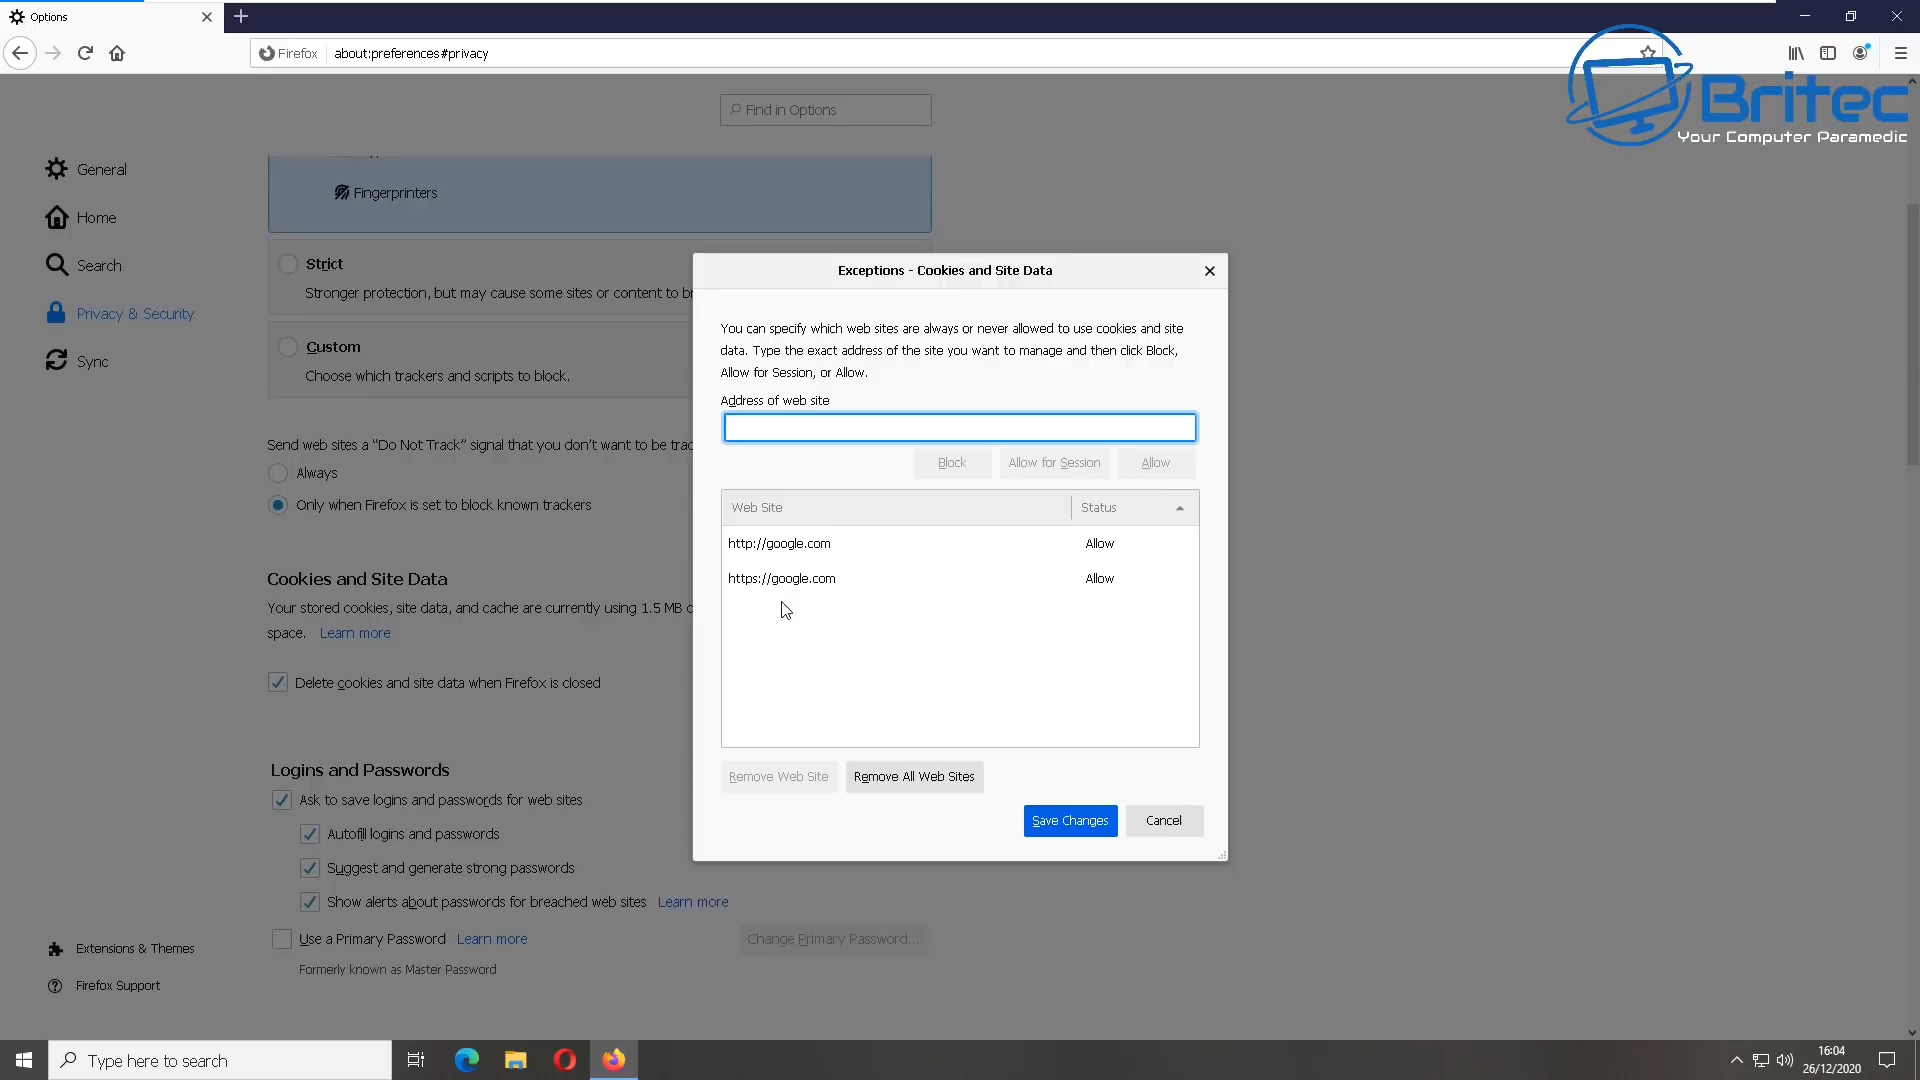 Options
Firefox
about:preferences#privacy
Britec
Your Computer Paramedic
Find in Options
General
Home
Search
Privacy & Security
Sync
Extensions & Themes
Firefox Support
Fingerprinters
Strict
Stronger protection, but may cause some sites or content to br
Custom
Choose which trackers and scripts to block.
Send web sites a “Do Not Track” signal that you don’t want to be trac
Always
Only when Firefox is set to block known trackers
Cookies and Site Data
Your stored cookies, site data, and cache are currently using 1.5 MB o
space. Learn more
Delete cookies and site data when Firefox is closed
Logins and Passwords
Ask to save logins and passwords for web sites
Autofill logins and passwords
Suggest and generate strong passwords
Show alerts about passwords for breached web sites Learn more
Use a Primary Password Learn more
Change Primary Password...
Formerly known as Master Password
Exceptions - Cookies and Site Data
You can specify which web sites are always or never allowed to use cookies and site
data. Type the exact address of the site you want to manage and then click Block,
Allow for Session, or Allow.
Address of web site
Block Allow for Session Allow
Web Site Status
http://google.com Allow
https://google.com Allow
Remove Web Site Remove All Web Sites
Save Changes Cancel
Type here to search
16:04
26/12/2020